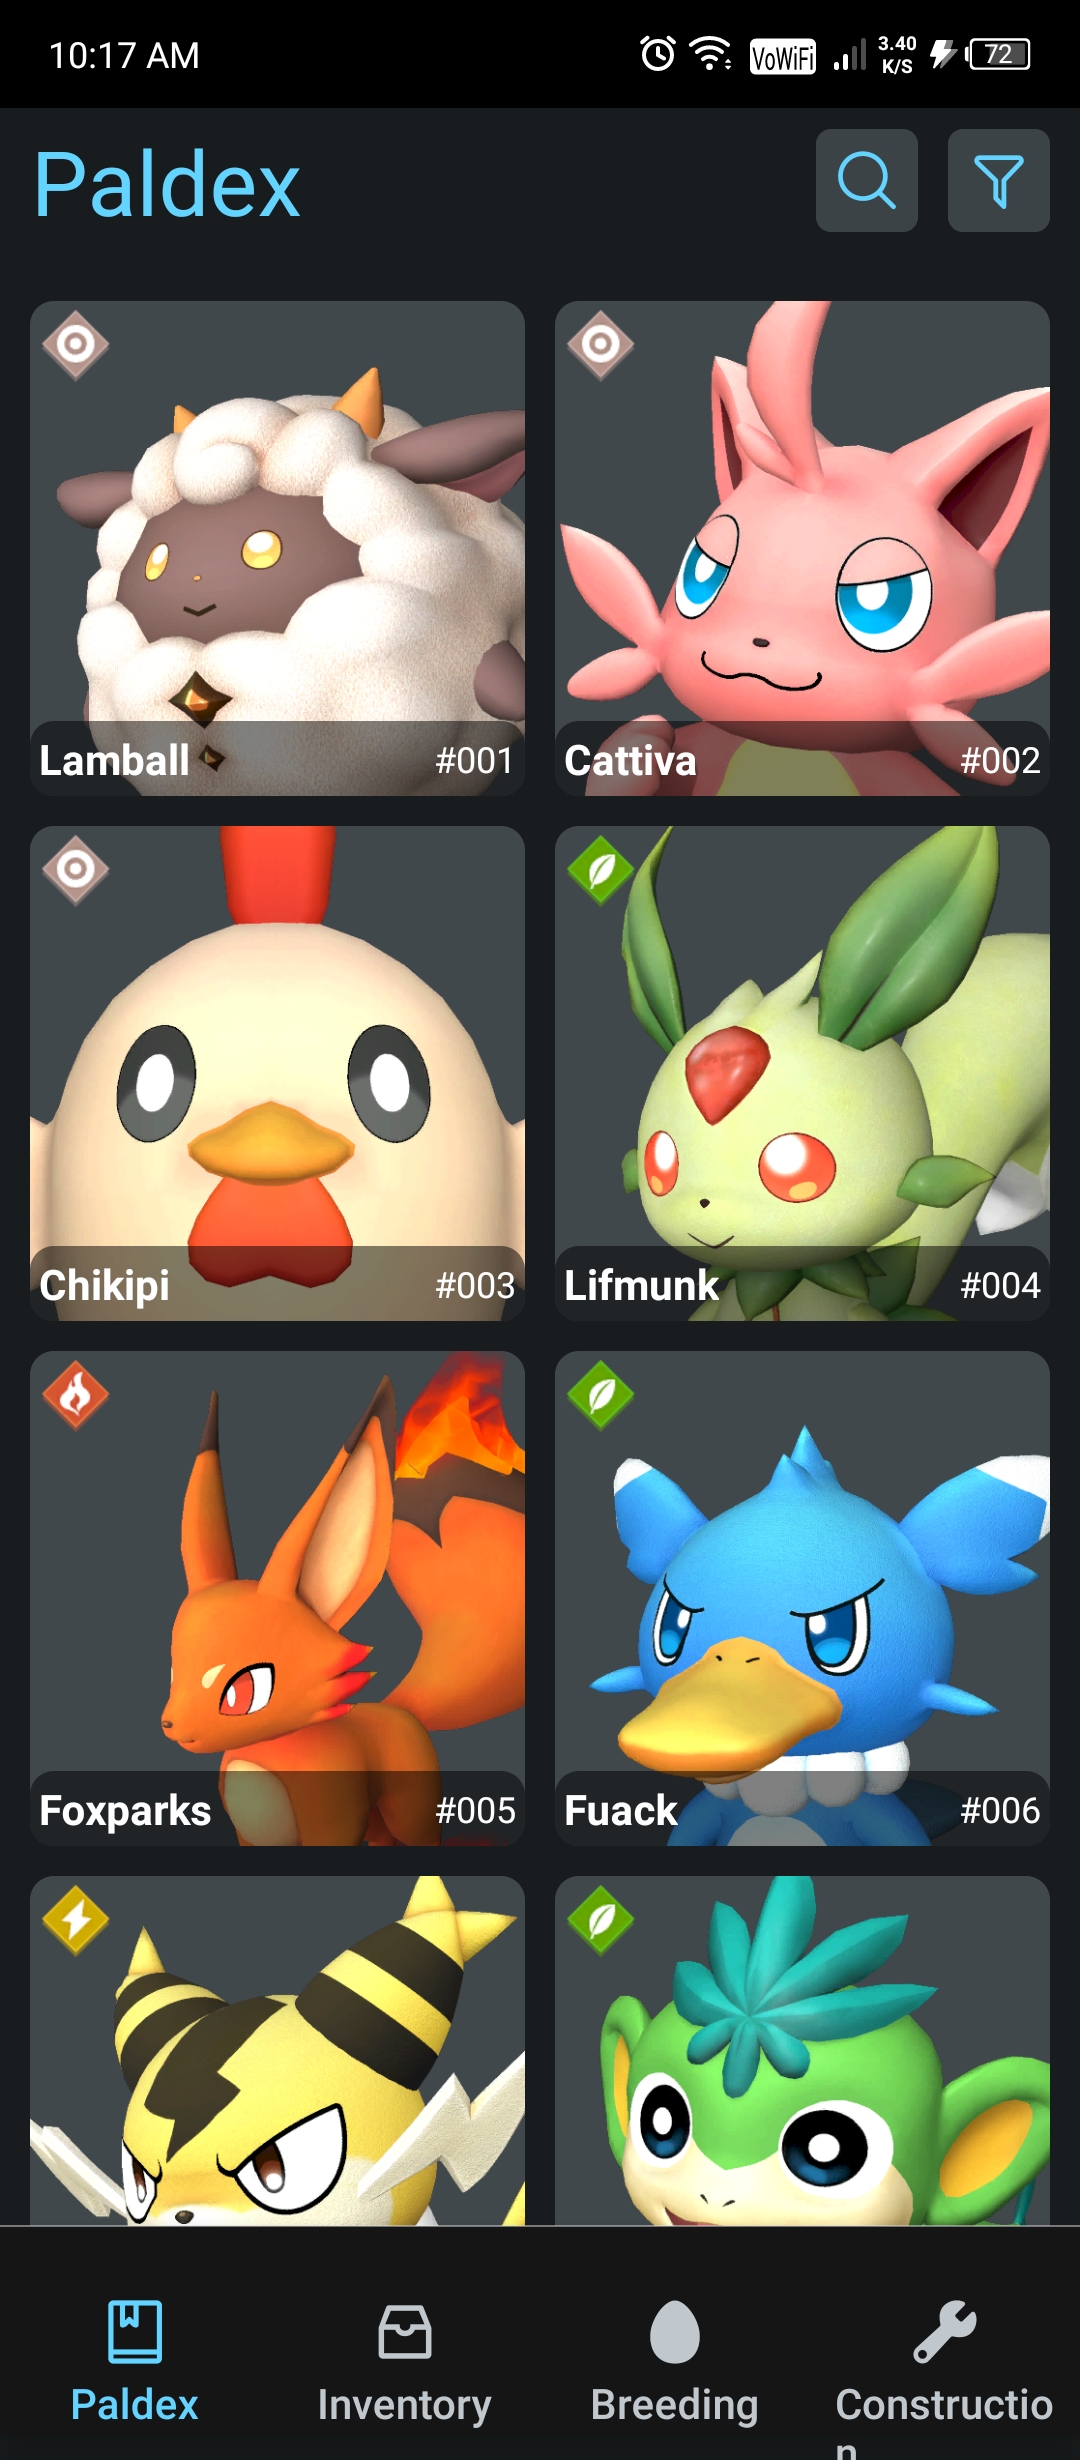 10:17 AM
VoWiFi
3.40
K/S
72
Paldex
Lamball #001
Cattiva #002
Chikipi #003
Lifmunk #004
Foxparks #005
Fuack #006
Paldex
Inventory
Breeding
Constructio
n